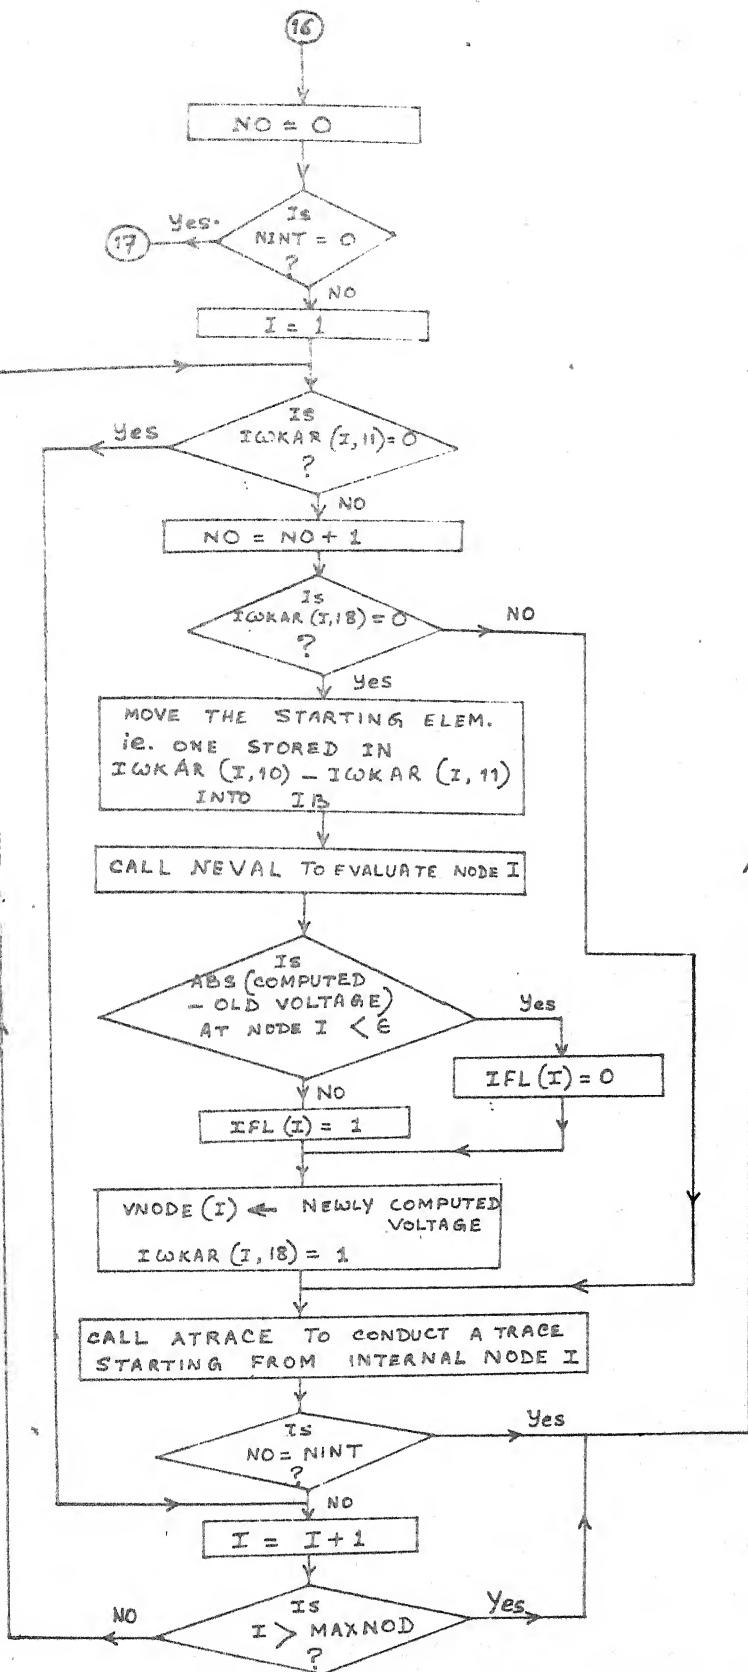 16
NO = 0
Is
NINT = 0
?
Yes.
17
NO
I = 1
Is
IWKAR (I, 11) = 0
?
Yes
NO
NO = NO + 1
Is
IWKAR (I, 18) = 0
?
NO
Yes
MOVE THE STARTING ELEM.
ie. ONE STORED IN
IWKAR (I, 10) - IWKAR (I, 11)
INTO IB
CALL NEVAL TO EVALUATE NODE I
Is
ABS (COMPUTED
- OLD VOLTAGE)
AT NODE I < ∈
Yes
IFL (I) = 0
NO
IFL (I) = 1
VNODE (I) ← NEWLY COMPUTED
VOLTAGE
IWKAR (I, 18) = 1
CALL ATRACE TO CONDUCT A TRACE
STARTING FROM INTERNAL NODE I
Is
NO = NINT
?
Yes
NO
I = I + 1
Is
I > MAXNOD
?
NO
Yes